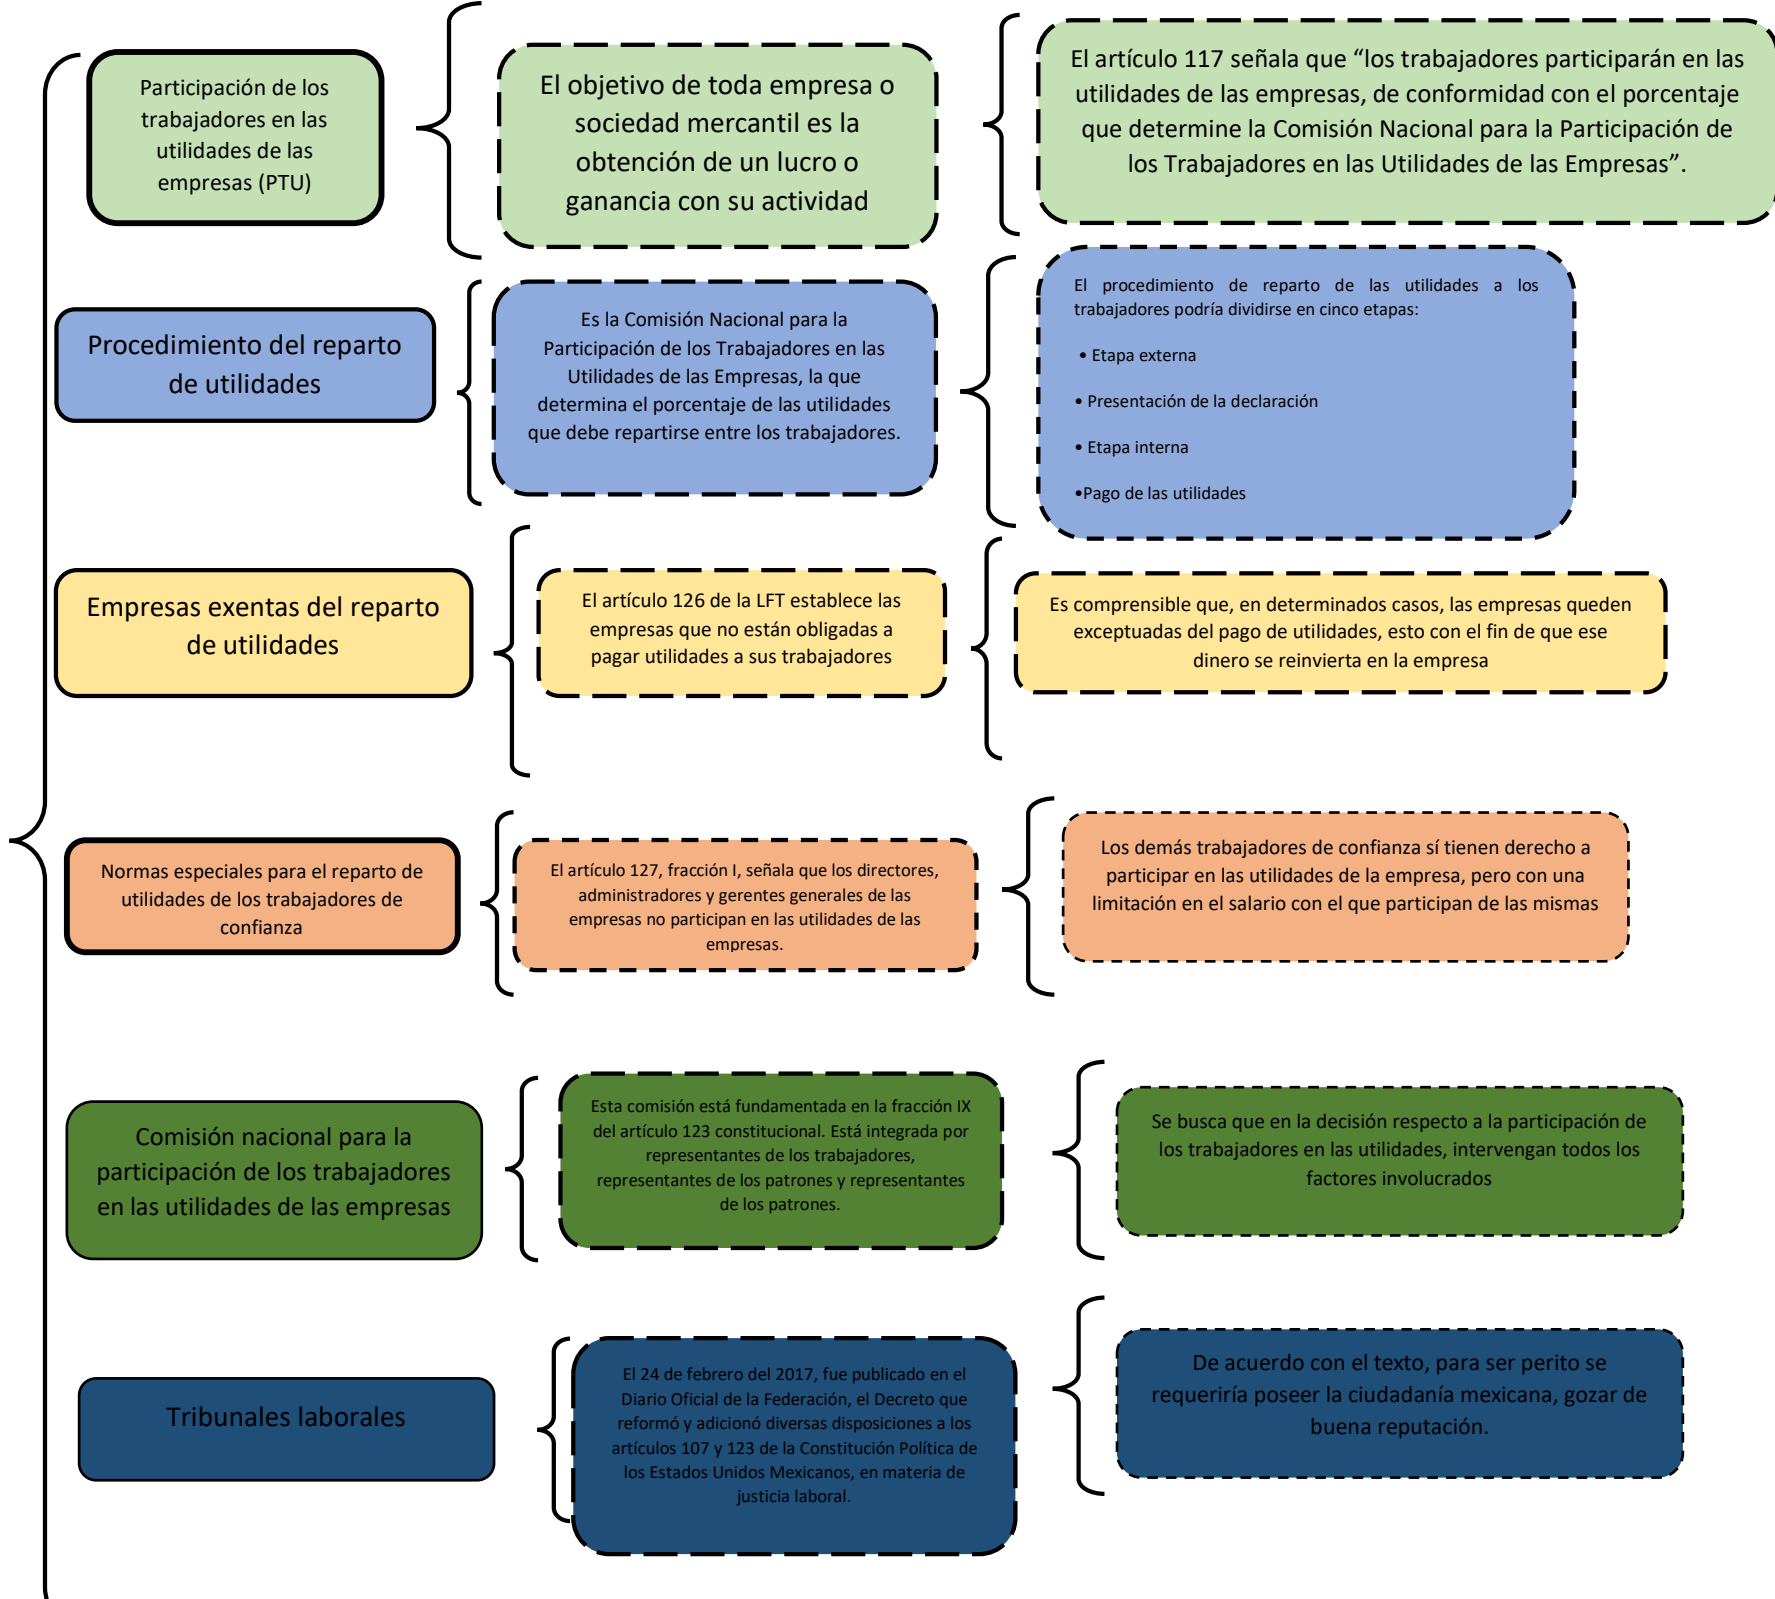 Participación de los
trabajadores en las
utilidades de las
empresas (PTU)
El objetivo de toda empresa o
sociedad mercantil es la
obtención de un lucro o
ganancia con su actividad
El artículo 117 señala que “los trabajadores participarán en las
utilidades de las empresas, de conformidad con el porcentaje
que determine la Comisión Nacional para la Participación de
los Trabajadores en las Utilidades de las Empresas”.
Procedimiento del reparto
de utilidades
Es la Comisión Nacional para la
Participación de los Trabajadores en las
Utilidades de las Empresas, la que
determina el porcentaje de las utilidades
que debe repartirse entre los trabajadores.
El procedimiento de reparto de las utilidades a los
trabajadores podría dividirse en cinco etapas:
• Etapa externa
• Presentación de la declaración
• Etapa interna
•Pago de las utilidades
Empresas exentas del reparto
de utilidades
El artículo 126 de la LFT establece las
empresas que no están obligadas a
pagar utilidades a sus trabajadores
Es comprensible que, en determinados casos, las empresas queden
exceptuadas del pago de utilidades, esto con el fin de que ese
dinero se reinvierta en la empresa
Normas especiales para el reparto de
utilidades de los trabajadores de
confianza
El artículo 127, fracción I, señala que los directores,
administradores y gerentes generales de las
empresas no participan en las utilidades de las
empresas.
Los demás trabajadores de confianza sí tienen derecho a
participar en las utilidades de la empresa, pero con una
limitación en el salario con el que participan de las mismas
Comisión nacional para la
participación de los trabajadores
en las utilidades de las empresas
Esta comisión está fundamentada en la fracción IX
del artículo 123 constitucional. Está integrada por
representantes de los trabajadores,
representantes de los patrones y representantes
de los patrones.
Se busca que en la decisión respecto a la participación de
los trabajadores en las utilidades, intervengan todos los
factores involucrados
Tribunales laborales
El 24 de febrero del 2017, fue publicado en el
Diario Oficial de la Federación, el Decreto que
reformó y adicionó diversas disposiciones a los
artículos 107 y 123 de la Constitución Política de
los Estados Unidos Mexicanos, en materia de
justicia laboral.
De acuerdo con el texto, para ser perito se
requeriría poseer la ciudadanía mexicana, gozar de
buena reputación.